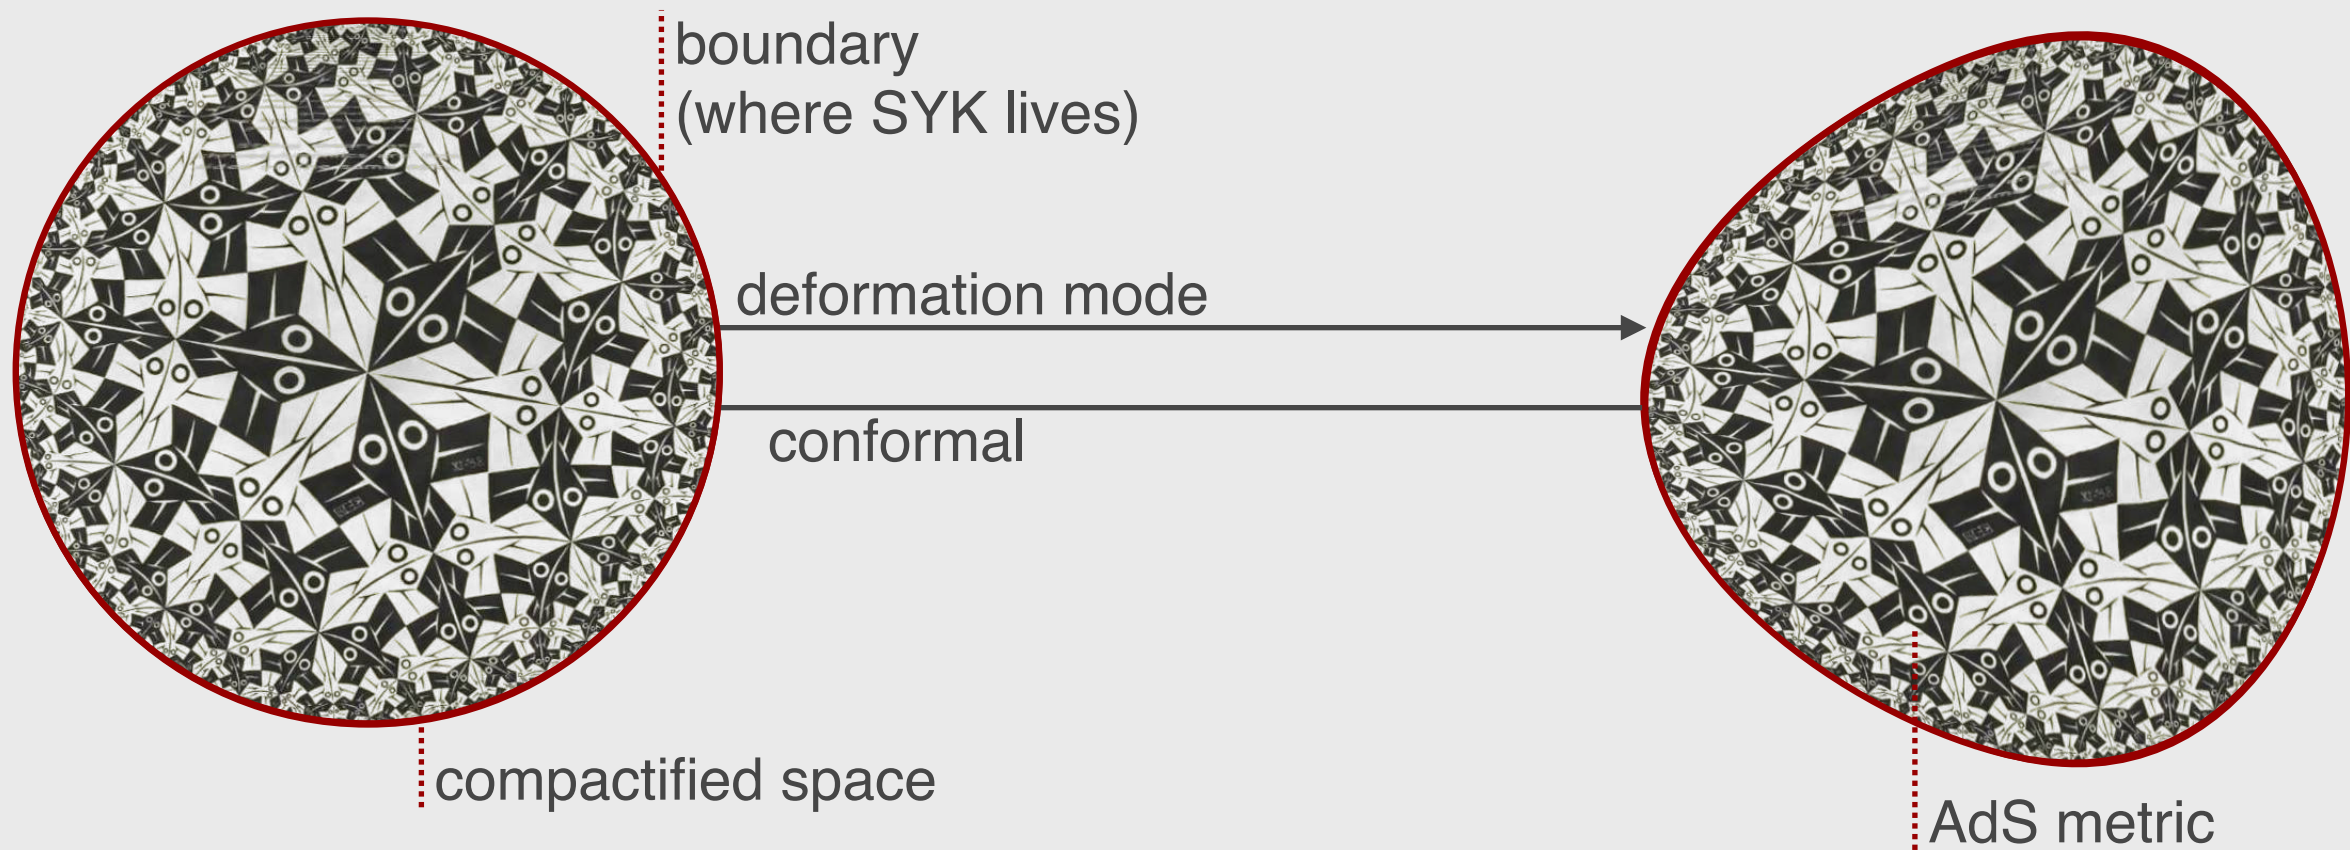 boundary
(where SYK lives)
deformation mode
conformal
compactified space
AdS metric